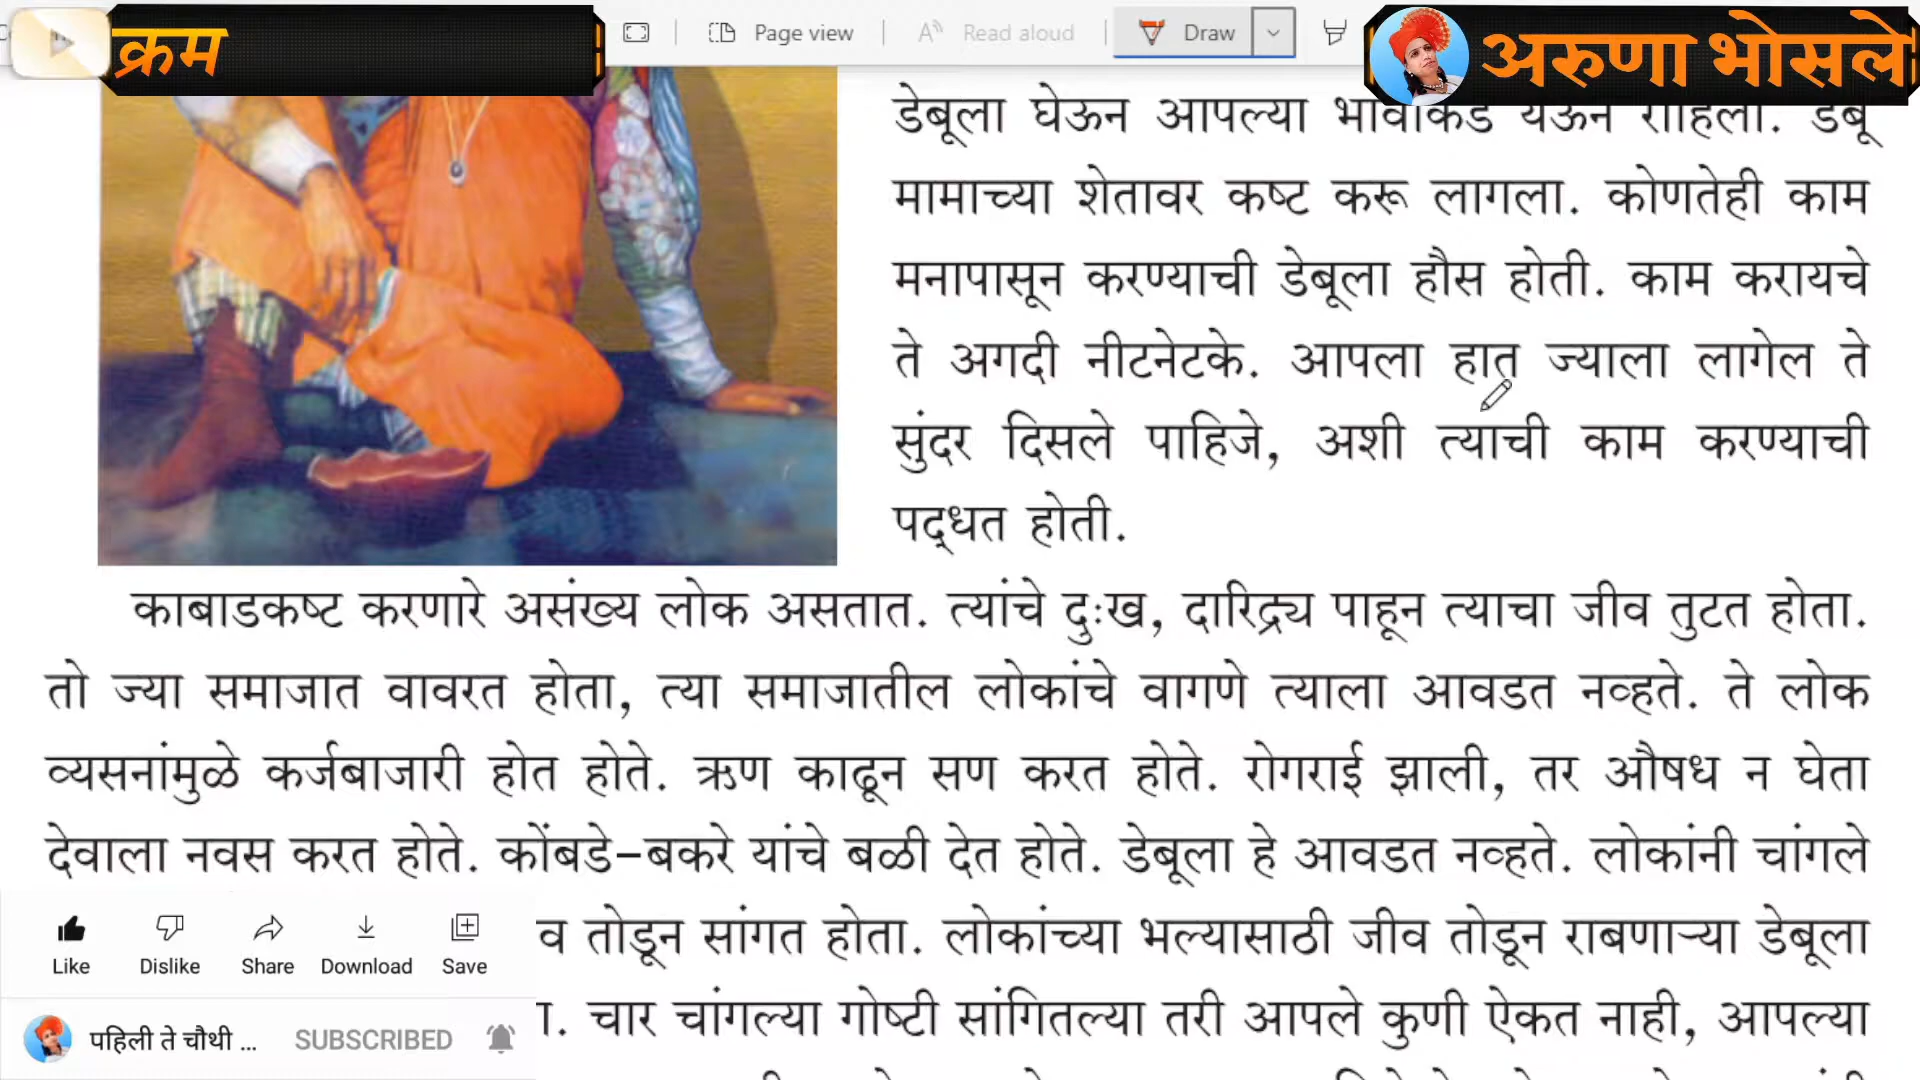 क्रम
Page view
Read aloud
Draw
अरुणा भोसले
डेबूला घेऊन आपल्या भावाकडे येऊन राहिली. डेबू
मामाच्या शेतावर कष्ट करू लागला. कोणतेही काम
मनापासून करण्याची डेबूला हौस होती. काम करायचे
ते अगदी नीटनेटके. आपला हात ज्याला लागेल ते
सुंदर दिसले पाहिजे, अशी त्याची काम करण्याची
पद्धत होती.
काबाडकष्ट करणारे असंख्य लोक असतात. त्यांचे दुःख, दारिद्र्य पाहून त्याचा जीव तुटत होता.
तो ज्या समाजात वावरत होता, त्या समाजातील लोकांचे वागणे त्याला आवडत नव्हते. ते लोक
व्यसनांमुळे कर्जबाजारी होत होते. ऋण काढून सण करत होते. रोगराई झाली, तर औषध न घेता
देवाला नवस करत होते. कोंबडे–बकरे यांचे बळी देत होते. डेबूला हे आवडत नव्हते. लोकांनी चांगले
व तोडून सांगत होता. लोकांच्या भल्यासाठी जीव तोडून राबणाऱ्या डेबूला
चार चांगल्या गोष्टी सांगितल्या तरी आपले कुणी ऐकत नाही, आपल्या
Like Dislike Share Download Save
पहिली ते चौथी ... SUBSCRIBED